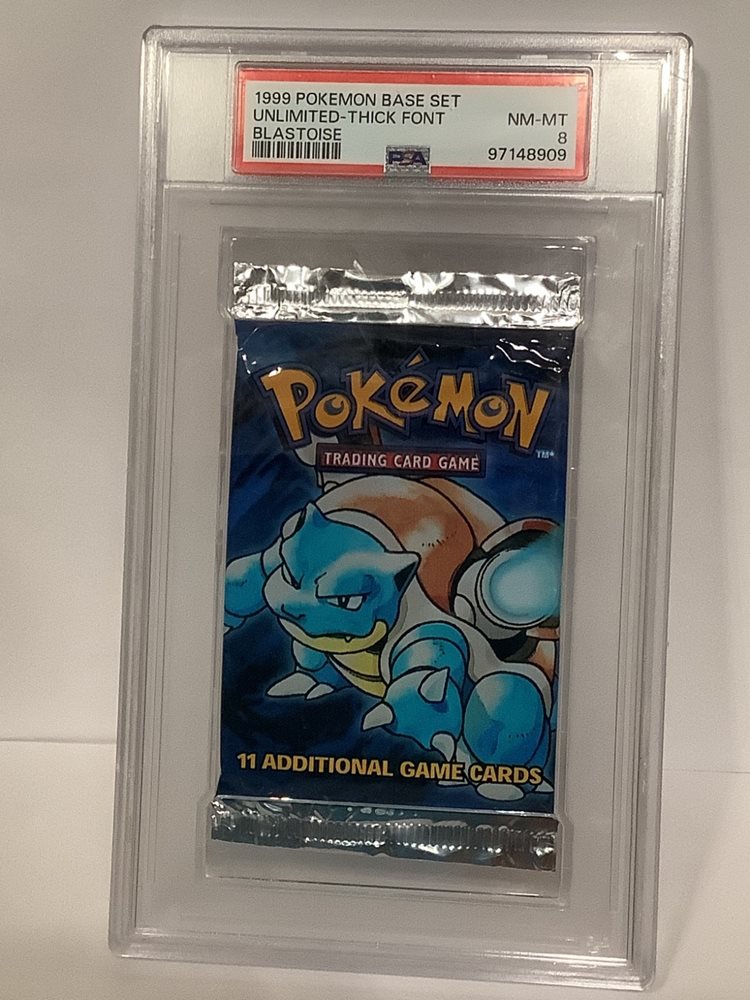 1999 POKEMON BASE SET
UNLIMITED-THICK FONT NM-MT
BLASTOISE 8
PSA 97148909
POKéMON
TM*
TRADING CARD GAME
11 ADDITIONAL GAME CARDS